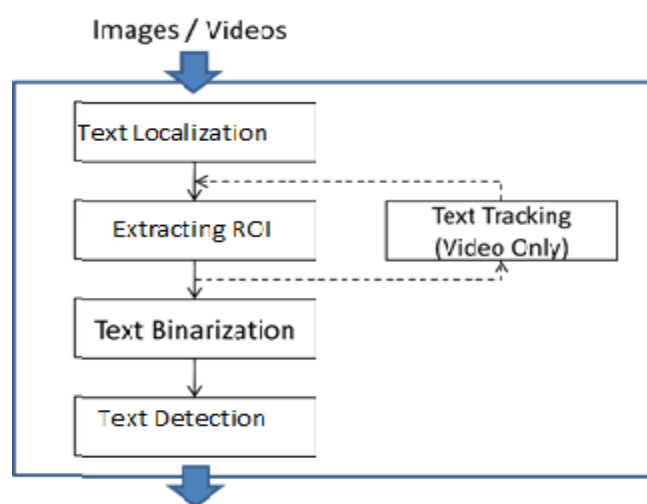 Images / Videos
Text Localization
Extracting ROI
Text Tracking
(Video Only)
Text Binarization
Text Detection